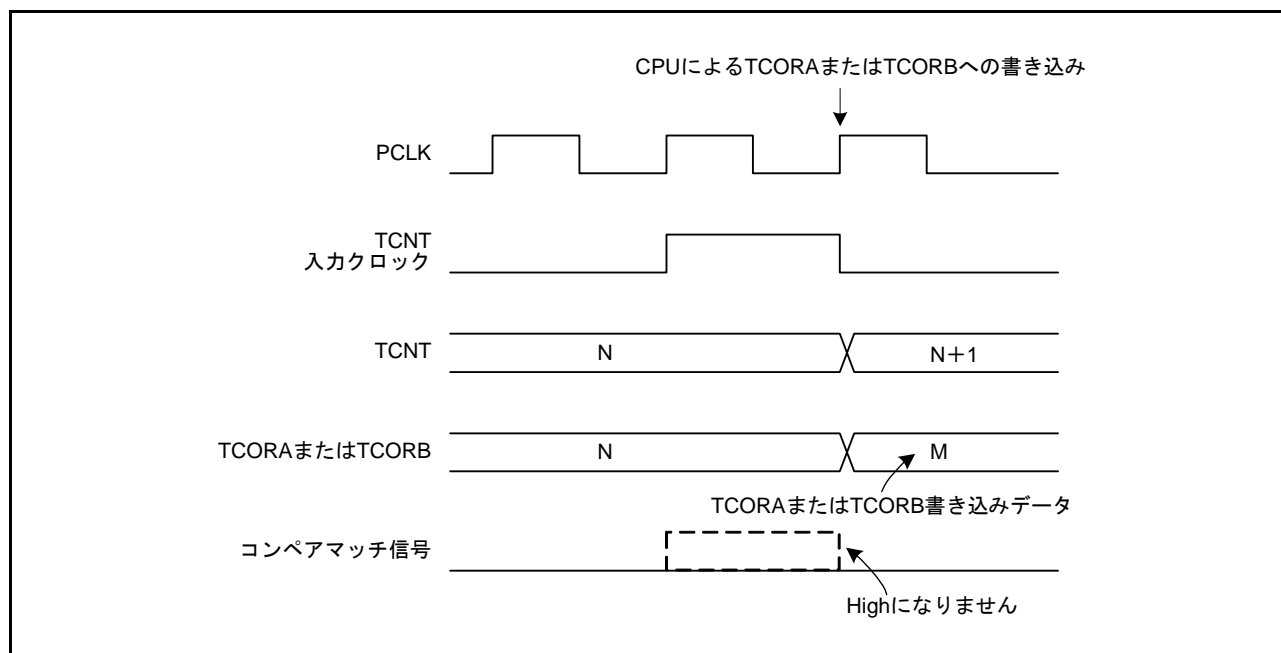 CPUによるTCORAまたはTCORBへの書き込み
PCLK
TCNT
入力クロック
TCNT
N
N+1
TCORAまたはTCORB
N
M
TCORAまたはTCORB書き込みデータ
コンペアマッチ信号
Highになりません